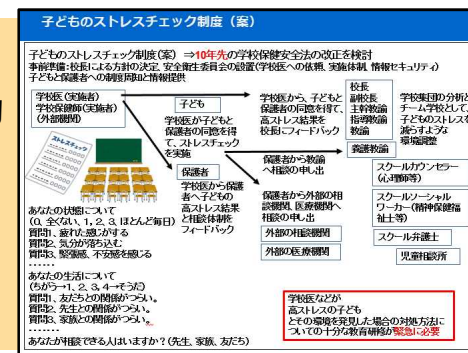 子どものストレスチェック制度（案）
子どものストレスチェック制度(案) ⇒10年先の学校保健安全法の改正を検討
事前準備：校長による方針の決定、安全衛生委員会の設置(学校医への依頼、実施体制、情報セキュリティ)
子どもと保護者への制度周知と情報提供
学校医(実施者)
学校保健師(実施者)
(外部機関)
ストレスチェック
子ども
学校医が子どもと
保護者の同意を得
て、ストレスチェック
を実施
保護者
学校医から保護
者へ子どもの
高ストレス結果
と相談体制を
フィードバック
学校医から、子どもと
保護者の同意を得て、
高ストレス結果を
校長にフィードバック
保護者から教諭
へ相談の申し出
保護者から外部の相
談機関、医療機関へ
相談の申し出
外部の相談機関
外部の医療機関
校長
副校長
主幹教諭
指導教諭
教諭
養護教諭
学校集団の分析と
チーム学校として、
子どものストレスを
減らすような
環境調整
スクールカウンセラー
(心理師等)
スクールソーシャル
ワーカー(精神保健福
祉士等)
スクール弁護士
児童相談所
あなたの状態について
(0、全くない、1、2、3、ほとんど毎日)
質問1、疲れた感じがする
質問2、気分が落ち込む
質問3、緊張感、不安感を感じる
……
あなたの生活について
(ちがう→1、2、3、4→そうだ)
質問1、友だちとの関係がつらい。
質問2、先生との関係がつらい。
質問3、家族との関係がつらい。
…….
あなたが相談できる人はいますか？(先生、家族、友だち)
学校医などが
高ストレスの子ども
とその環境を発見した場合の対処方法に
ついての十分な教育研修が緊急に必要